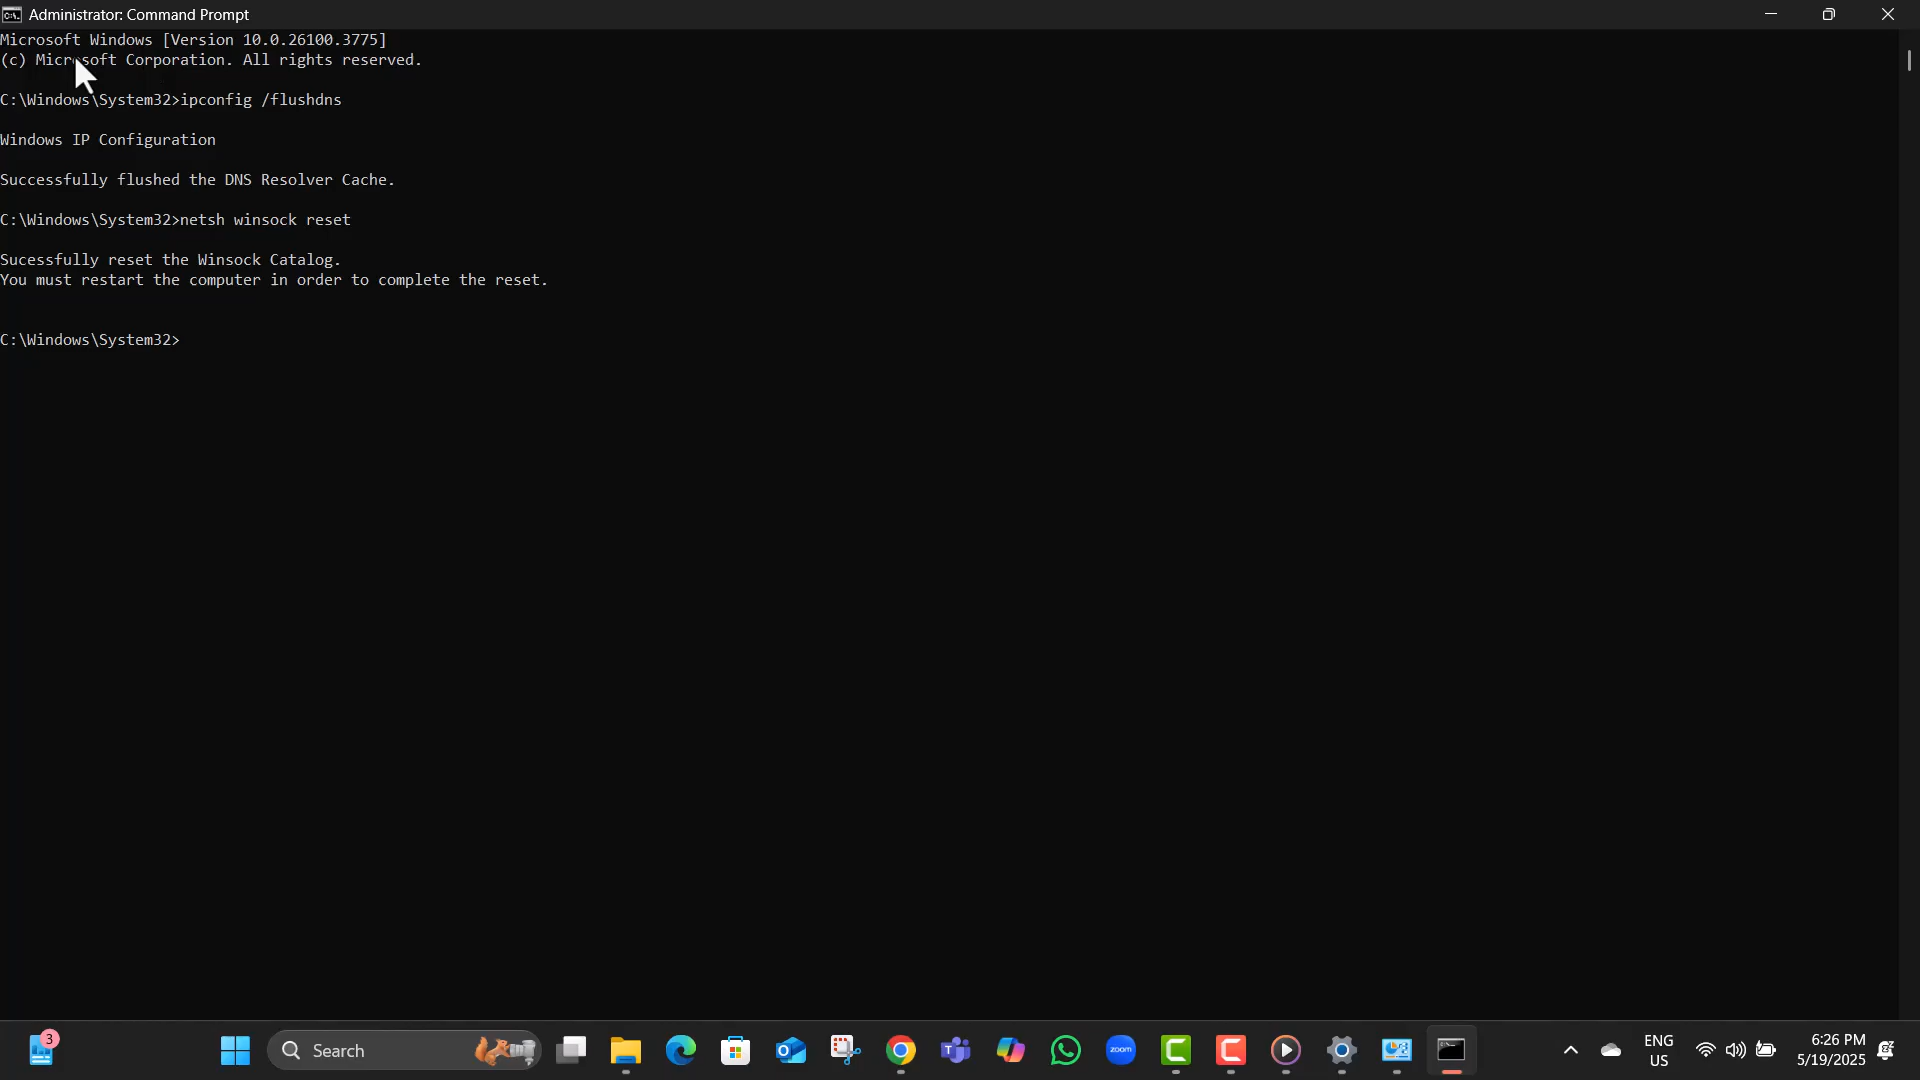 Administrator: Command Prompt
Microsoft Windows [Version 10.0.26100.3775]
(c) Microsoft Corporation. All rights reserved.
C:\Windows\System32>ipconfig /flushdns
Windows IP Configuration
Successfully flushed the DNS Resolver Cache.
C:\Windows\System32>netsh winsock reset
Sucessfully reset the Winsock Catalog.
You must restart the computer in order to complete the reset.
C:\Windows\System32>
3
Search
zoom
ENG
US
6:26 PM
5/19/2025